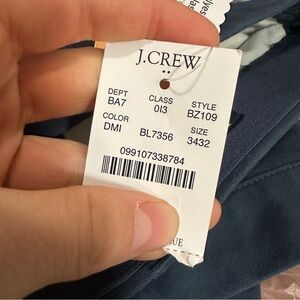 J.CREW
DEPT CLASS STYLE
BA7 013 BZ109
COLOR SIZE
DMI BL7356 3432
099107338784